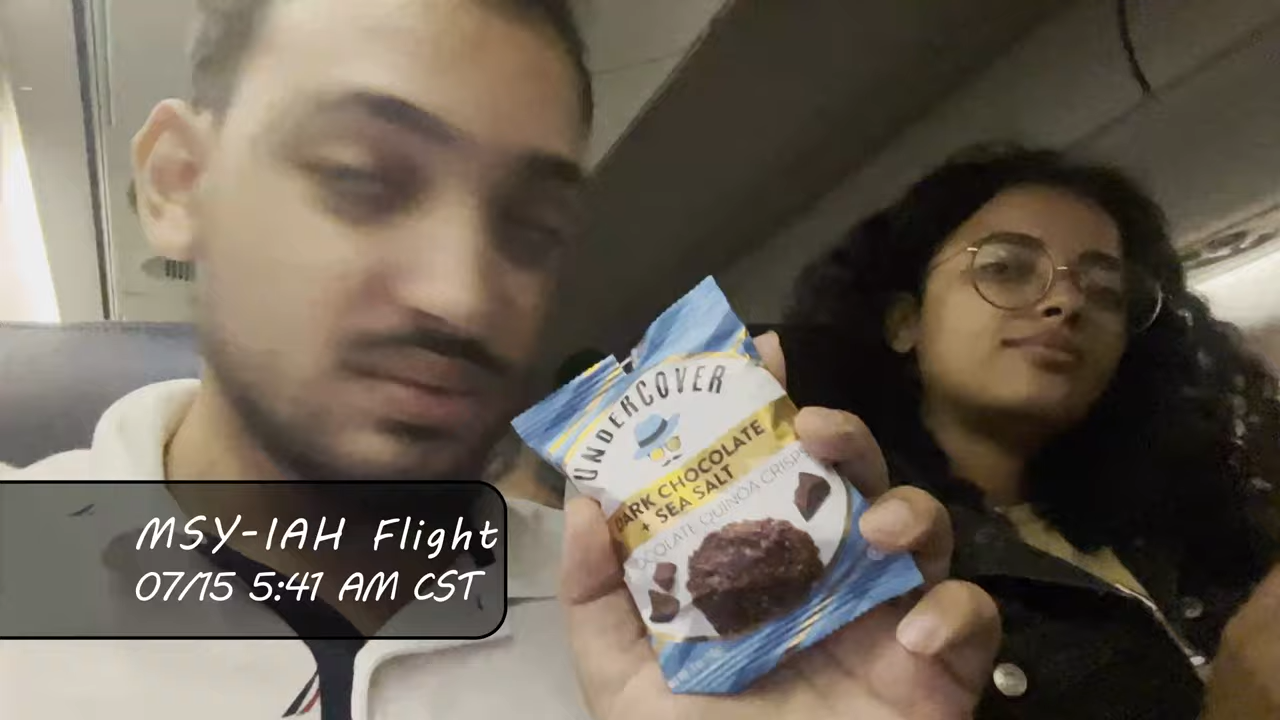 UNDERCOVER
DARK CHOCOLATE
+ SEA SALT
CHOCOLATE QUINOA CRISPS
MSY-IAH Flight
07/15 5:41 AM CST